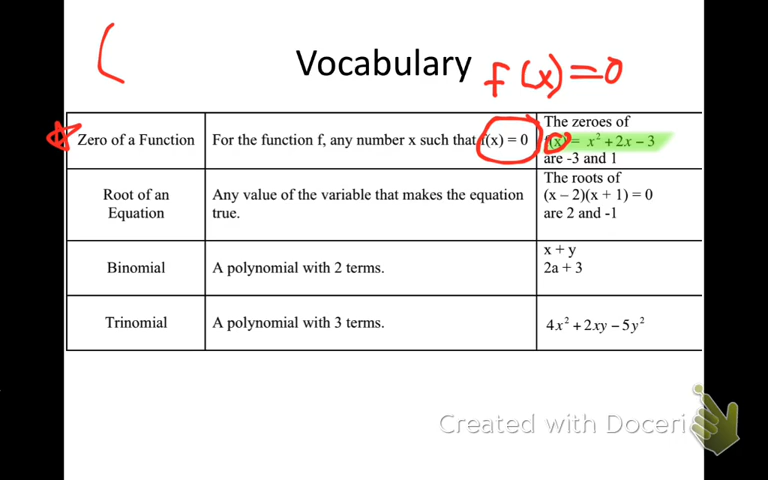 (
Vocabulary
f(x)=0
Zero of a Function
For the function f, any number x such that f(x) = 0
The zeroes of
f(x) = x² + 2x − 3
are -3 and 1
Root of an
Equation
Any value of the variable that makes the equation
true.
The roots of
(x – 2)(x + 1) = 0
are 2 and -1
Binomial
A polynomial with 2 terms.
x + y
2a + 3
Trinomial
A polynomial with 3 terms.
4x² + 2xy − 5y²
Created with Doceri